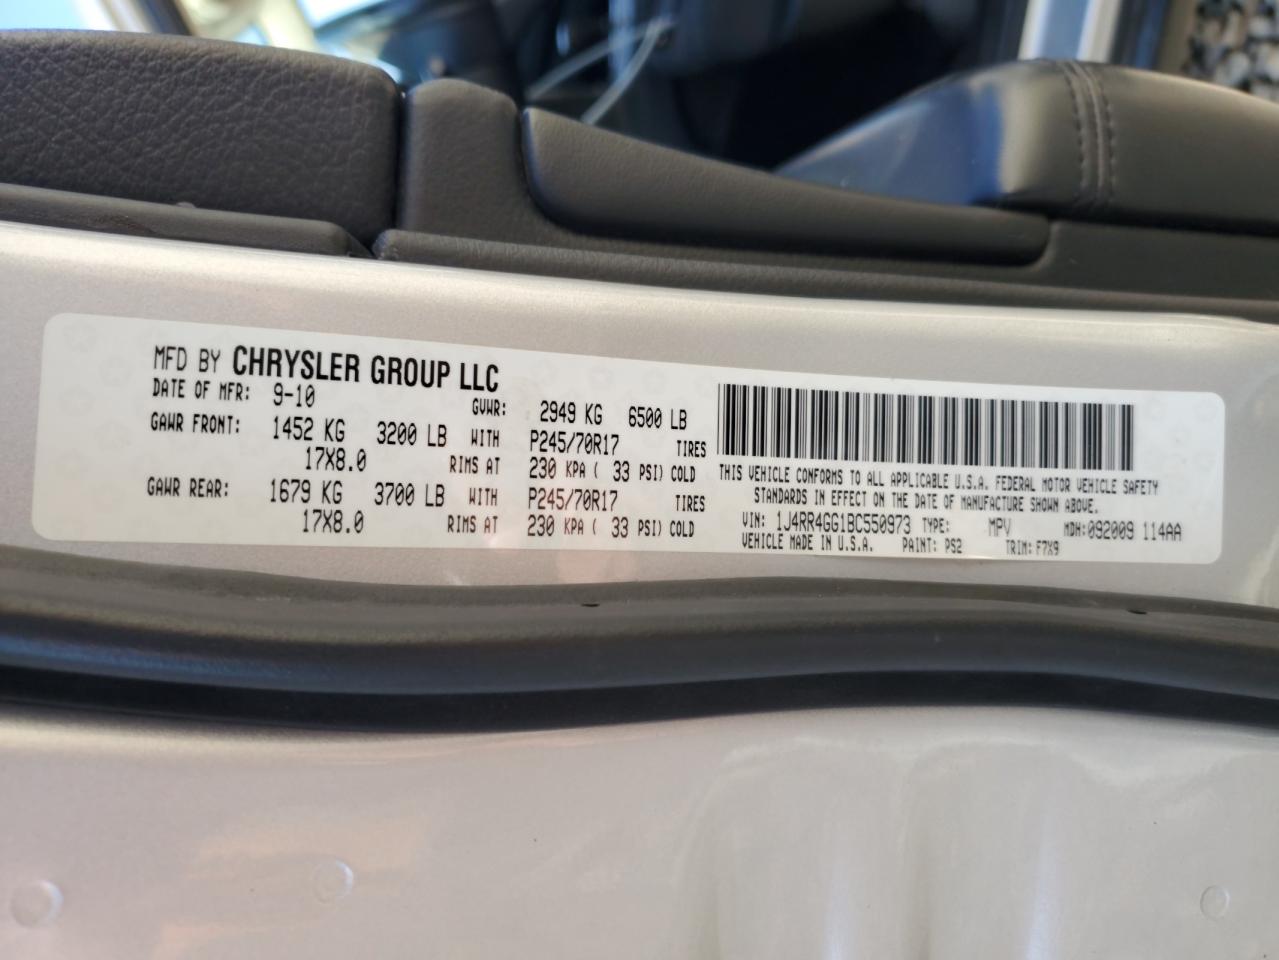 MFD BY CHRYSLER GROUP LLC
DATE OF MFR: 9-10 GVWR: 2949 KG 6500 LB
GAWR FRONT: 1452 KG 3200 LB WITH P245/70R17 TIRES
17X8.0 RIMS AT 230 KPA ( 33 PSI) COLD
GAWR REAR: 1679 KG 3700 LB WITH P245/70R17 TIRES
17X8.0 RIMS AT 230 KPA ( 33 PSI) COLD
THIS VEHICLE CONFORMS TO ALL APPLICABLE U.S.A. FEDERAL MOTOR VEHICLE SAFETY
STANDARDS IN EFFECT ON THE DATE OF MANUFACTURE SHOWN ABOVE.
VIN: 1J4RR4GG1BC550973 TYPE: MPV MDH: 092009 114AA
VEHICLE MADE IN U.S.A. PAINT: PS2 TRIM: F7X9